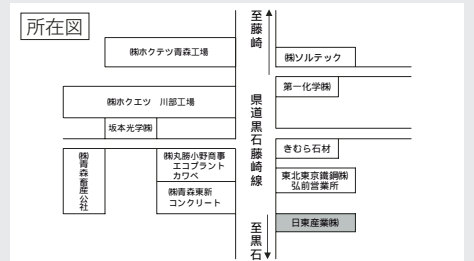 所在図
至藤崎
㈱ホクテツ青森工場
㈱ソルテック
第一化学㈱
㈱ホクエツ　川部工場
県道黒石藤崎線
坂本光学㈱
きむら石材
㈱青森畜産公社
㈱丸勝小野商事
エコプラント
カワベ
東北東京鐵鋼㈱
弘前営業所
㈱青森東新
コンクリート
日東産業㈱
至黒石